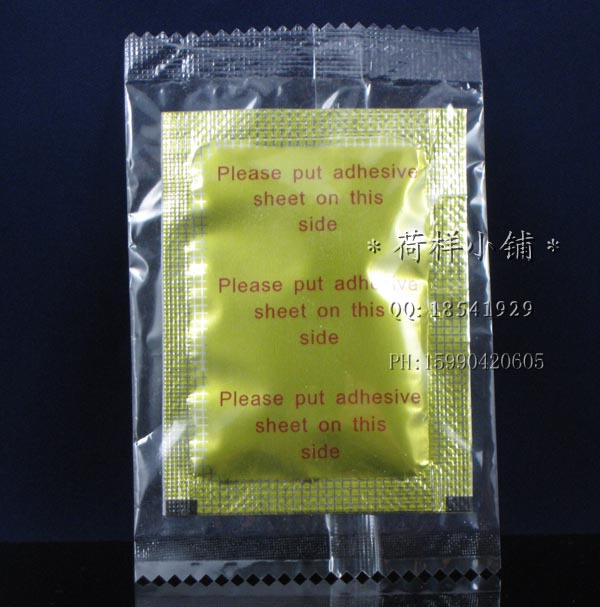 Please put adhesive
sheet on this
side
*荷样小铺*
Please put adhesive
sheet on this
side
QQ:18541929
PH:15990420605
Please put adhesive
sheet on this
side